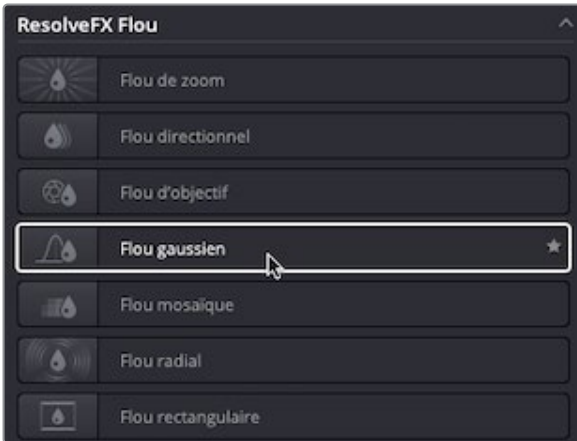 ResolveFX Flou
Flou de zoom
Flou directionnel
Flou d'objectif
Flou gaussien
Flou mosaïque
Flou radial
Flou rectangulaire